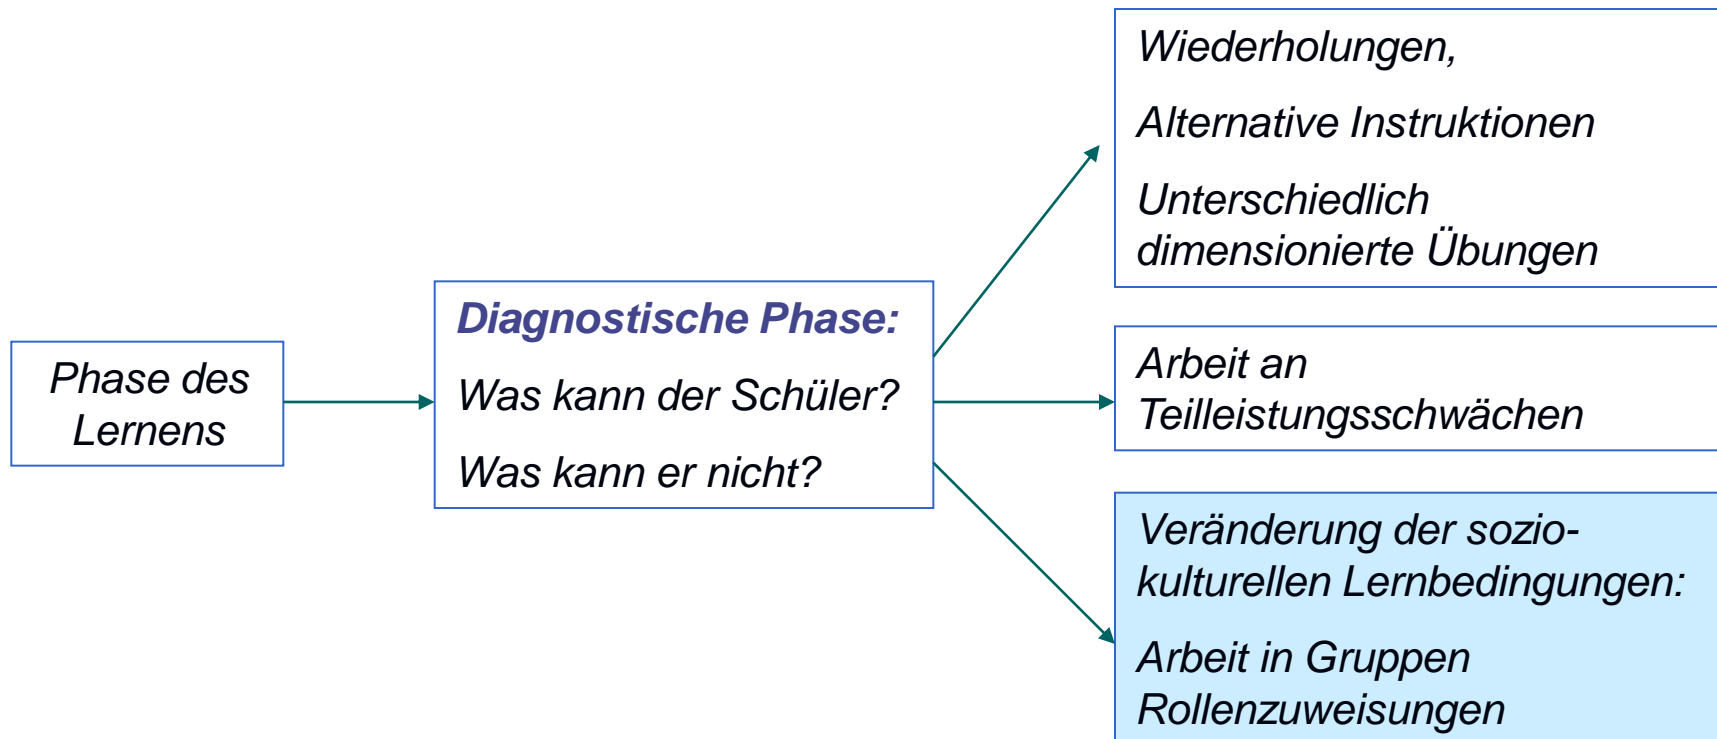 Phase des
Lernens
Diagnostische Phase:
Was kann der Schüler?
Was kann er nicht?
Wiederholungen,
Alternative Instruktionen
Unterschiedlich
dimensionierte Übungen
Arbeit an
Teilleistungsschwächen
Veränderung der sozio-
kulturellen Lernbedingungen:
Arbeit in Gruppen
Rollenzuweisungen